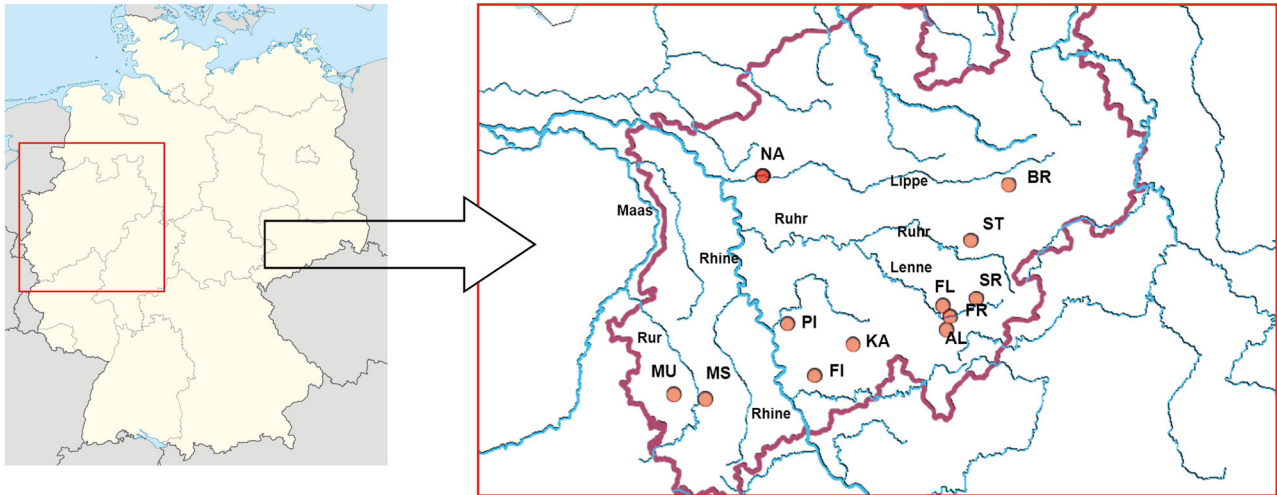 NA
BR
Lippe
Maas
Ruhr
ST
Ruhr
Rhine
Lenne
SR
FL
FR
PI
AL
Rur
KA
MU
MS
FI
Rhine